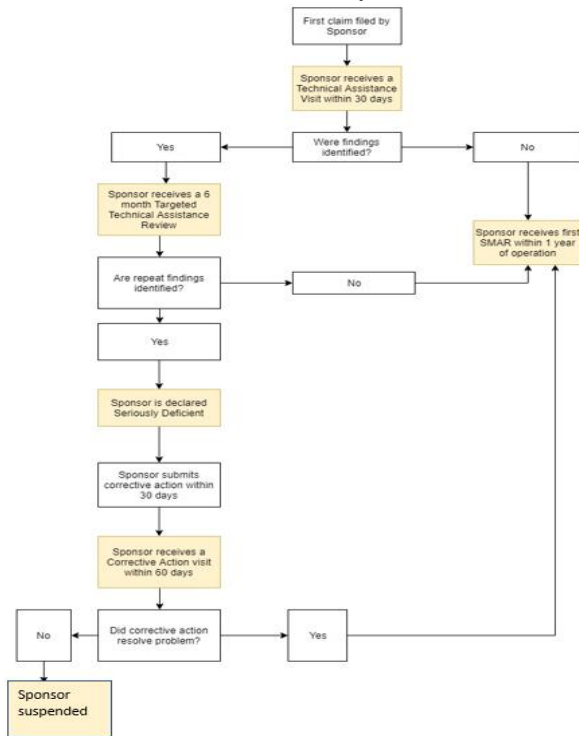 First claim filed by
Sponsor
Sponsor receives a
Technical Assistance
Visit within 30 days
Yes
Were findings
identified?
No
Sponsor receives a 6
month Targeted
Technical Assistance
Review
Sponsor receives first
SMAR within 1 year
of operation
Are repeat findings
identified?
No
Yes
Sponsor is declared
Seriously Deficient
Sponsor submits
corrective action within
30 days
Sponsor receives a
Corrective Action visit
within 60 days
No
Did corrective action
resolve problem?
Yes
Sponsor
suspended